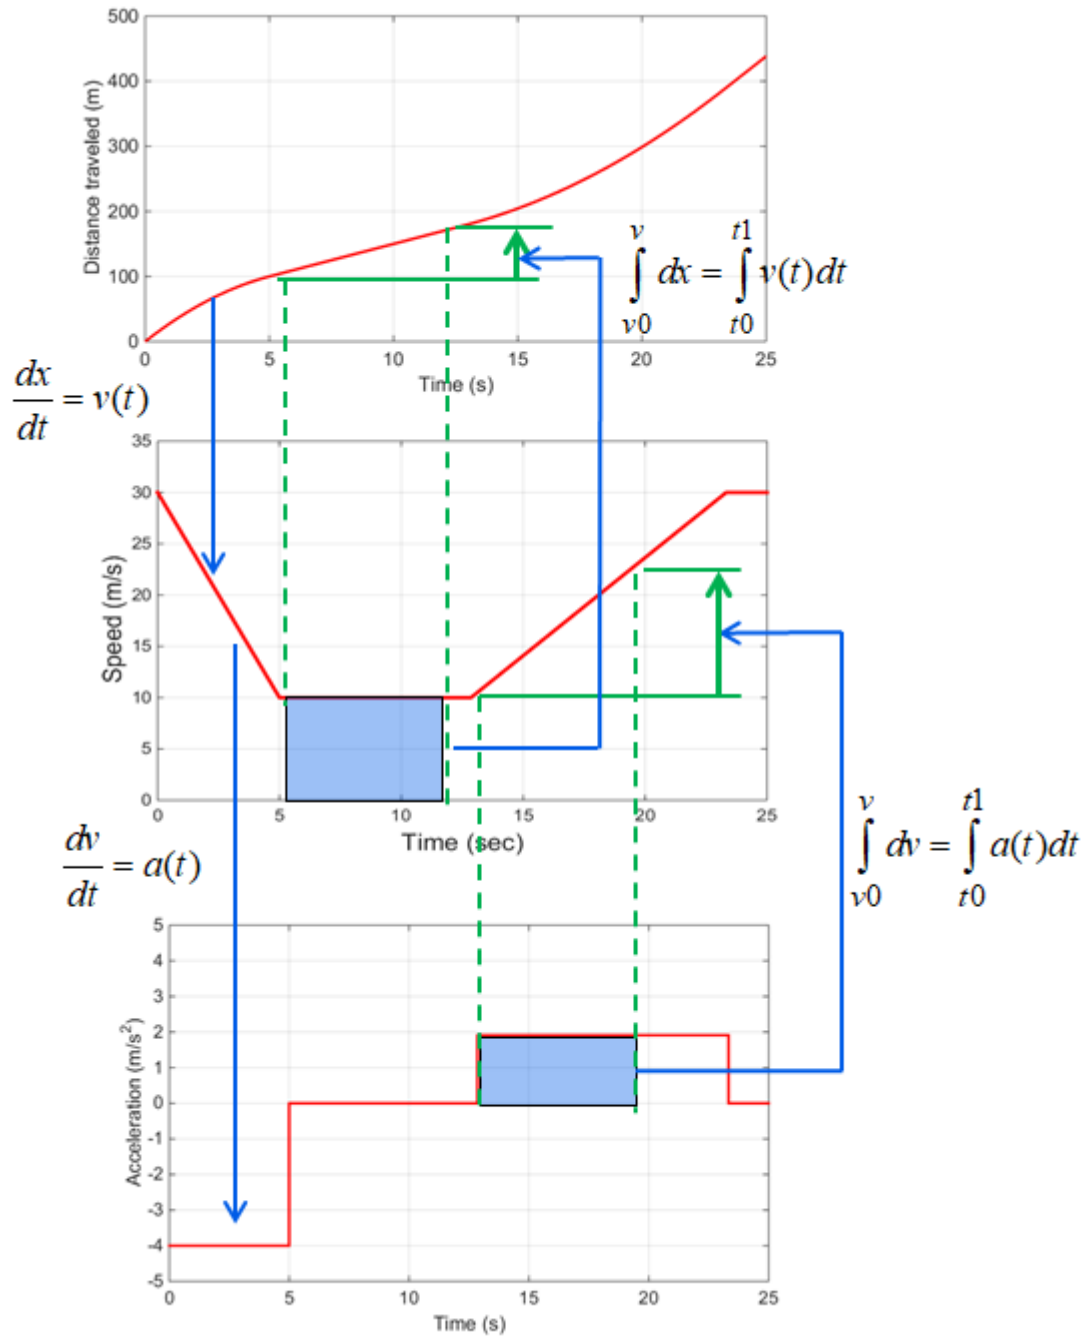 500
400
300
200
100
0
Distance traveled (m)
0 5 10 15 20 25
Time (s)
∫_{v0}^{v} dx = ∫_{t0}^{t1} v(t)dt
dx/dt = v(t)
35
30
25
20
15
10
5
0
Speed (m/s)
0 5 10 15 20 25
Time (sec)
dv/dt = a(t)
∫_{v0}^{v} dv = ∫_{t0}^{t1} a(t)dt
5
4
3
2
1
0
-1
-2
-3
-4
-5
Acceleration (m/s²)
0 5 10 15 20 25
Time (s)